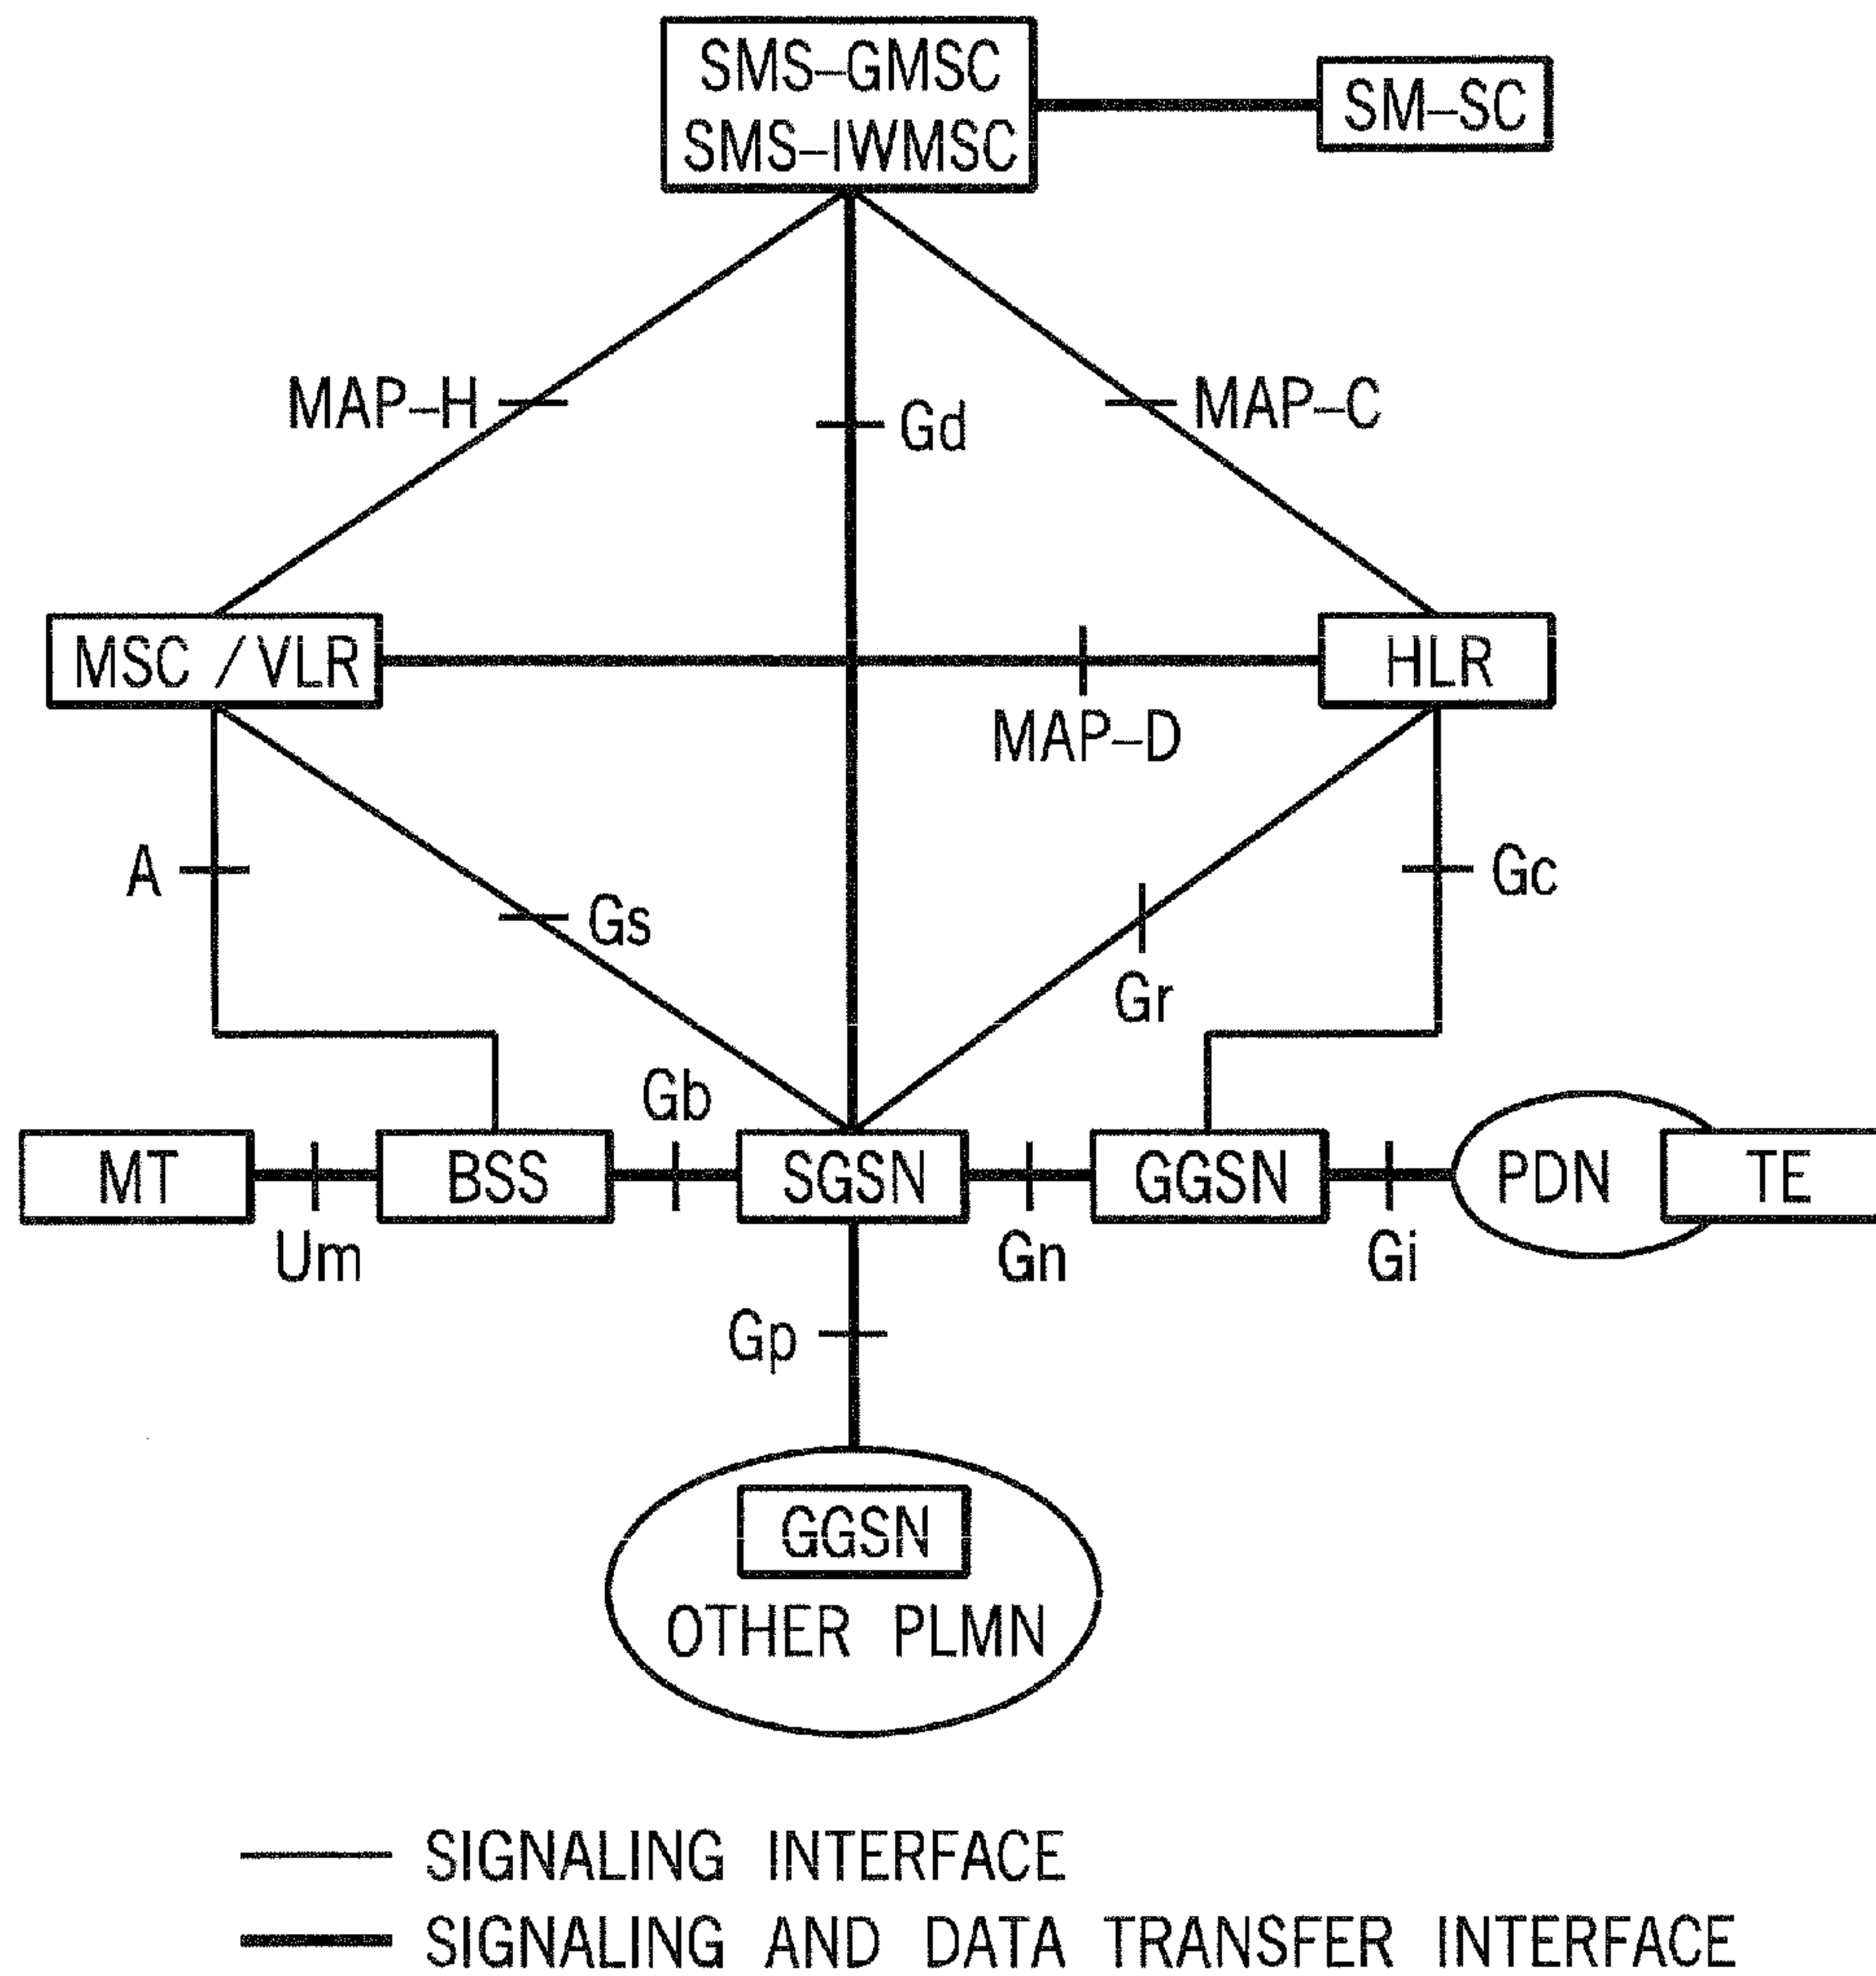 SMS-GMSC
SMS-IWMSC
SM-SC
MAP-H
Gd
MAP-C
MSC / VLR
HLR
MAP-D
A
Gs
Gr
Gc
Gb
MT
BSS
SGSN
GGSN
PDN
TE
Um
Gn
Gi
Gp
GGSN
OTHER PLMN
SIGNALING INTERFACE
SIGNALING AND DATA TRANSFER INTERFACE